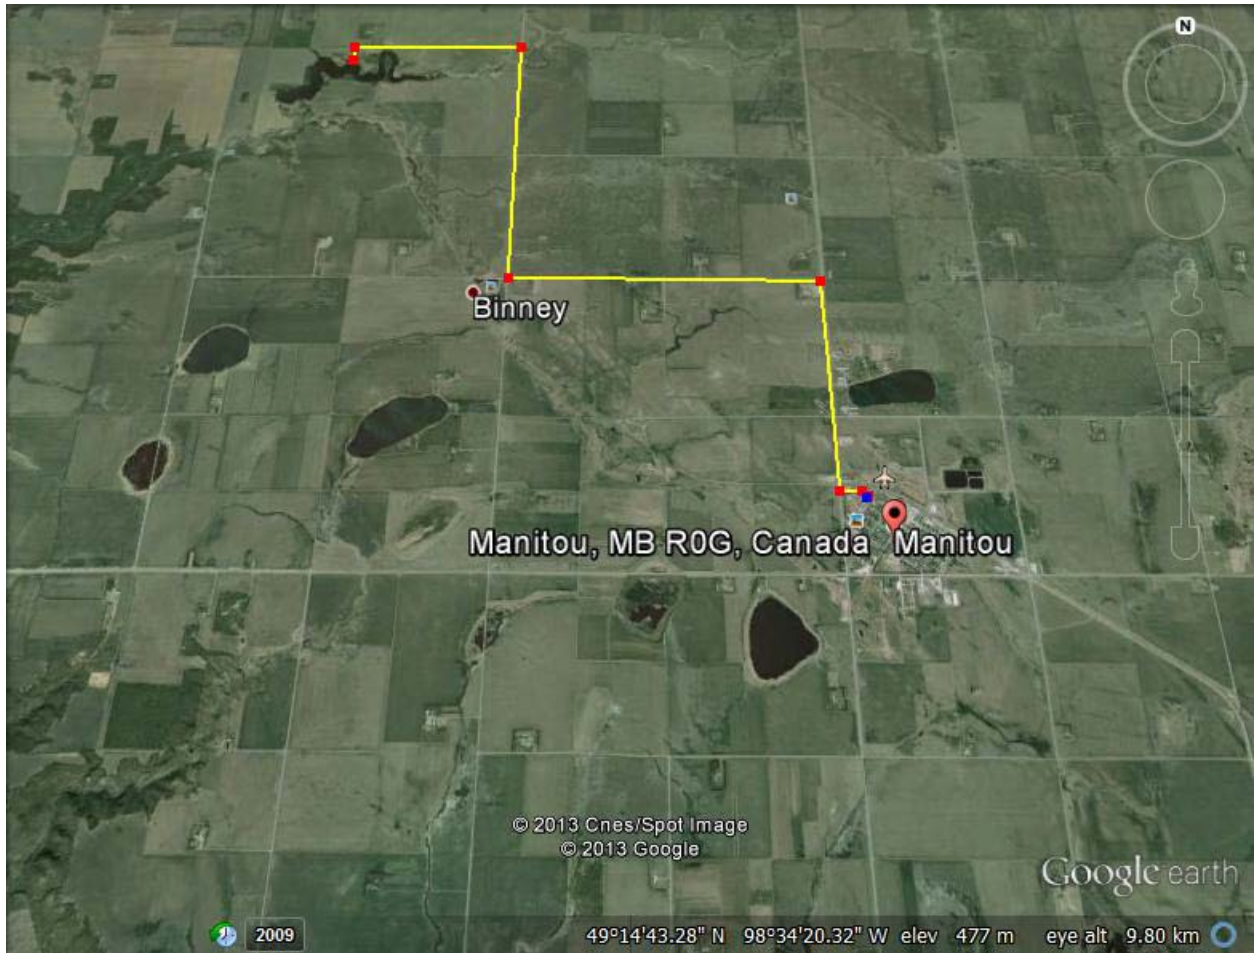 N
Binney
Manitou, MB R0G, Canada Manitou
© 2013 Cnes/Spot Image
© 2013 Google
Google earth
2009 49°14'43.28" N 98°34'20.32" W elev 477 m eye alt 9.80 km